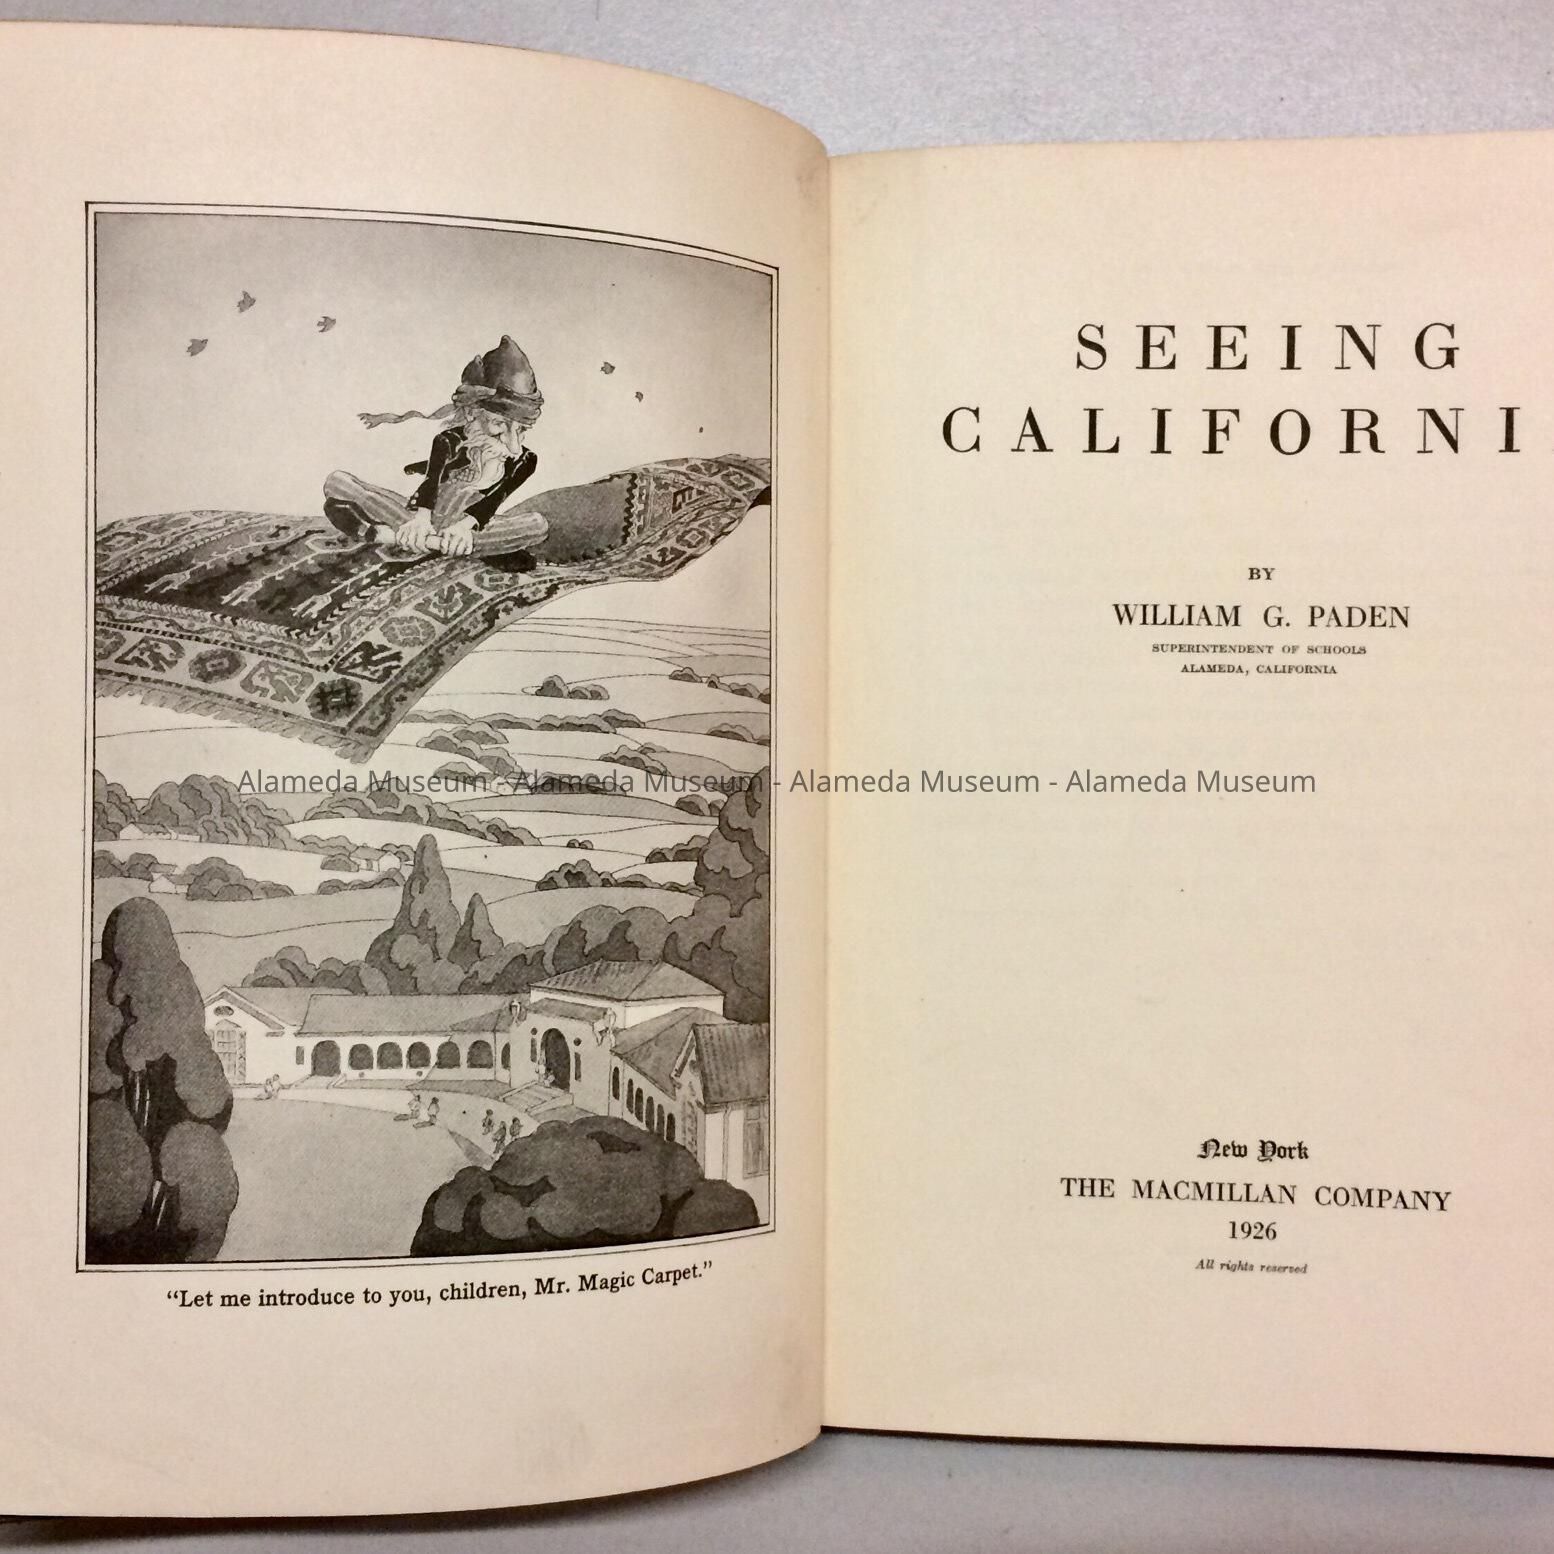 "Let me introduce to you, children, Mr. Magic Carpet."
SEEING
CALIFORNI
BY
WILLIAM G. PADEN
SUPERINTENDENT OF SCHOOLS
ALAMEDA, CALIFORNIA
Alameda Museum - Alameda Museum - Alameda Museum - Alameda Museum
New York
THE MACMILLAN COMPANY
1926
All rights reserved